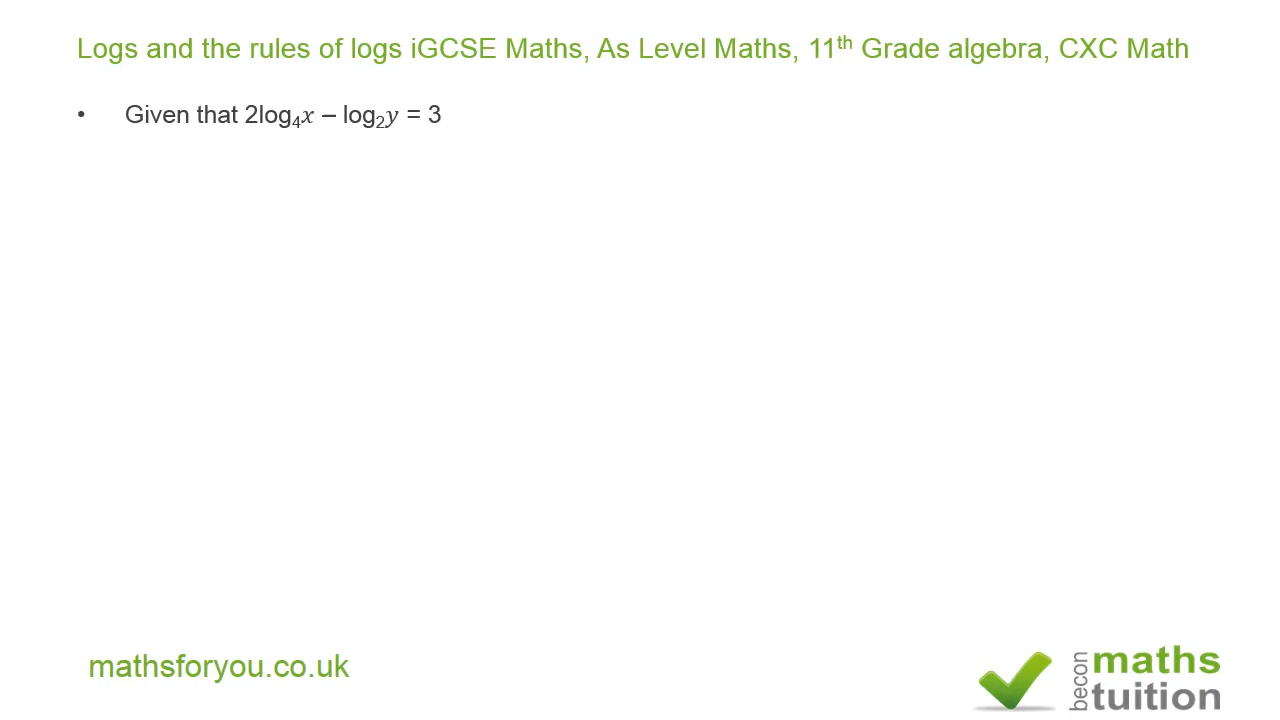 Logs and the rules of logs iGCSE Maths, As Level Maths, 11th Grade algebra, CXC Math
• Given that 2log₄𝑥 – log₂𝑦 = 3
mathsforyou.co.uk
becon
maths
tuition